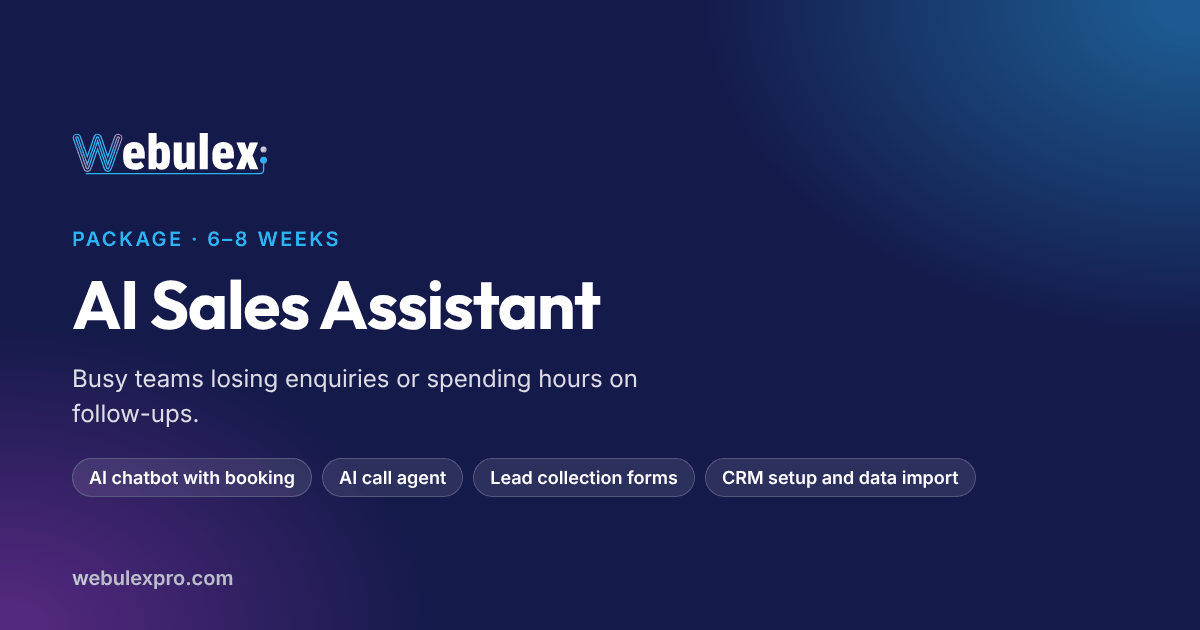 Webulex
PACKAGE · 6–8 WEEKS
AI Sales Assistant
Busy teams losing enquiries or spending hours on
follow-ups.
AI chatbot with booking
AI call agent
Lead collection forms
CRM setup and data import
webulexpro.com